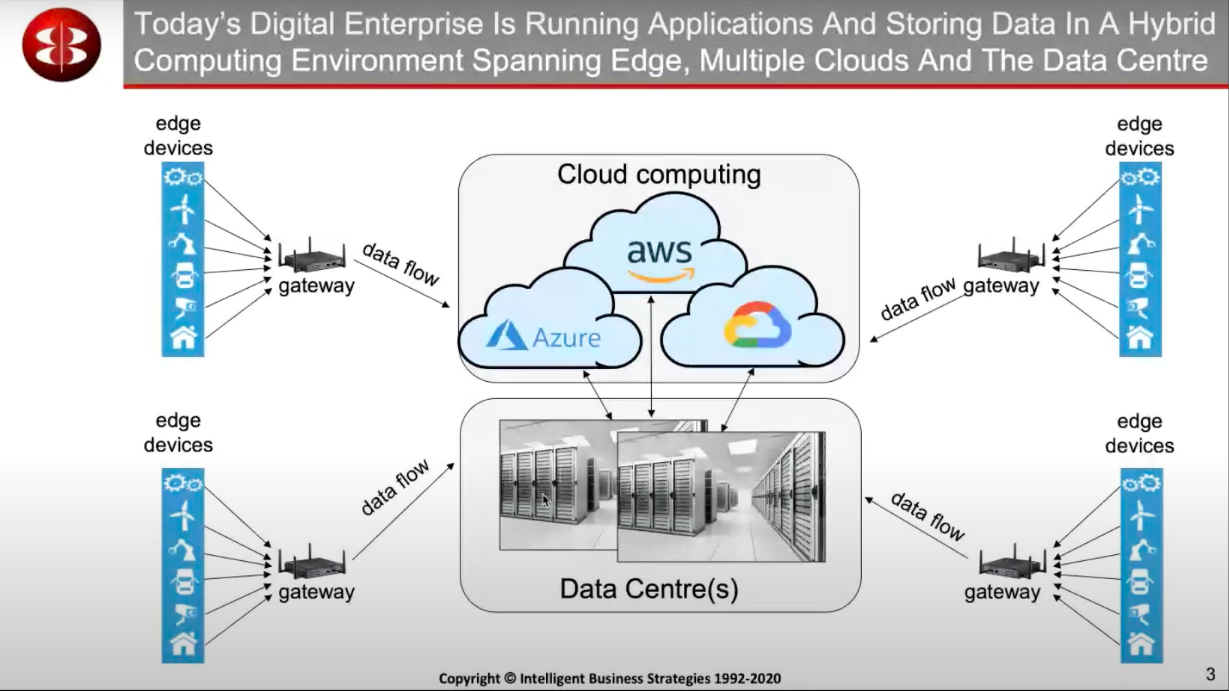 Today's Digital Enterprise Is Running Applications And Storing Data In A Hybrid
Computing Environment Spanning Edge, Multiple Clouds And The Data Centre
edge
devices
gateway
data flow
Cloud computing
aws
Azure
edge
devices
data flow
gateway
edge
devices
gateway
data flow
Data Centre(s)
edge
devices
data flow
gateway
Copyright © Intelligent Business Strategies 1992-2020
3